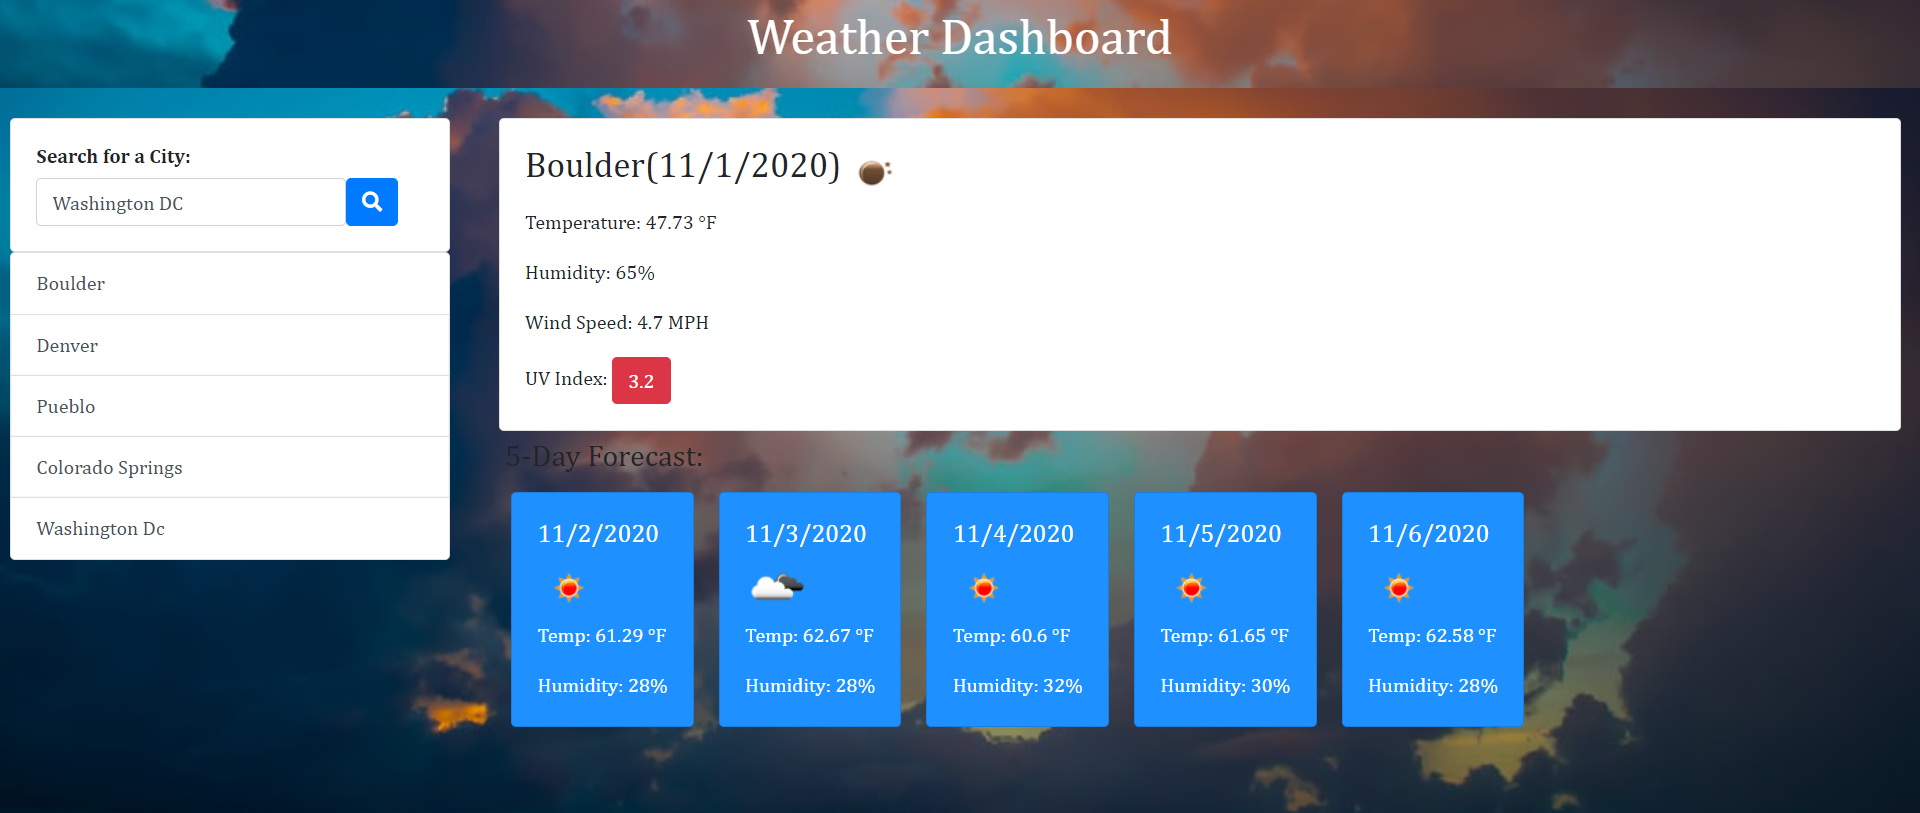 Weather Dashboard
Search for a City:
Washington DC
Boulder
Denver
Pueblo
Colorado Springs
Washington Dc
Boulder(11/1/2020)
Temperature: 47.73 °F
Humidity: 65%
Wind Speed: 4.7 MPH
UV Index: 3.2
5-Day Forecast:
11/2/2020
Temp: 61.29 °F
Humidity: 28%
11/3/2020
Temp: 62.67 °F
Humidity: 28%
11/4/2020
Temp: 60.6 °F
Humidity: 32%
11/5/2020
Temp: 61.65 °F
Humidity: 30%
11/6/2020
Temp: 62.58 °F
Humidity: 28%